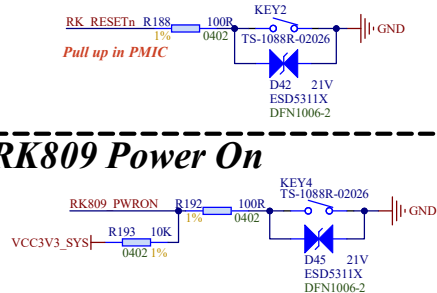 KEY2
RK_RESETn R188 100R
1% 0402 TS-1088R-02026 GND
Pull up in PMIC
D42 21V
ESD5311X
DFN1006-2
RK809 Power On
KEY4
TS-1088R-02026
RK809_PWRON R192 100R
1% 0402 GND
R193 10K
VCC3V3_SYS
0402 1%
D45 21V
ESD5311X
DFN1006-2